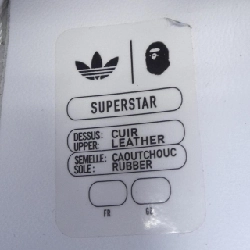 SUPERSTAR
DESSUS: CUIR
UPPER: LEATHER
SEMELLE: CAOUTCHOUC
SOLE: RUBBER
FR GB